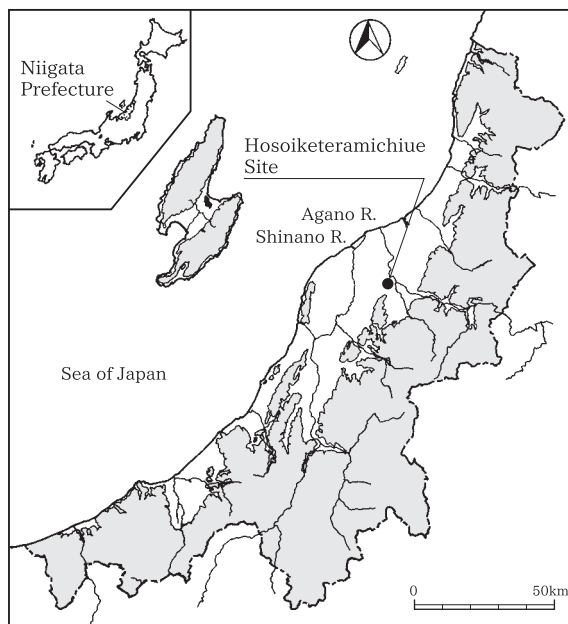 Niigata
Prefecture
Hosoiketeramichiue
Site
Agano R.
Shinano R.
Sea of Japan
0 50km